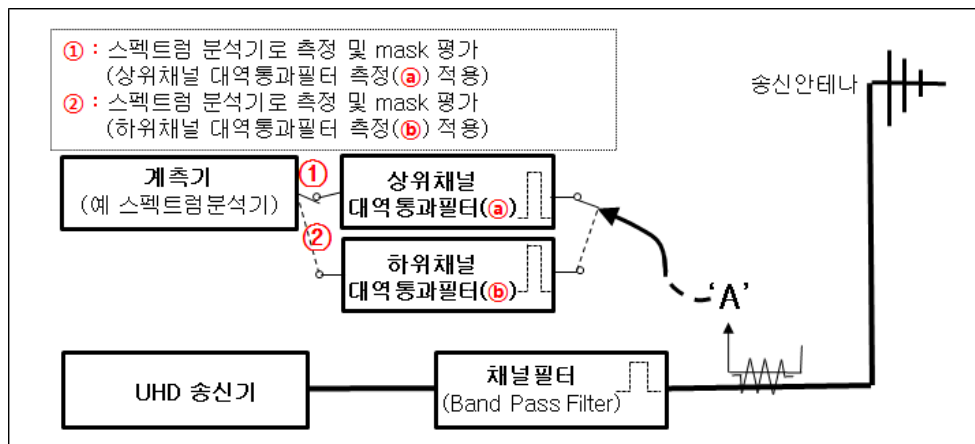 ① : 스펙트럼 분석기로 측정 및 mask 평가
(상위채널 대역통과필터 측정(ⓐ) 적용)
② : 스펙트럼 분석기로 측정 및 mask 평가
(하위채널 대역통과필터 측정(ⓑ) 적용)
송신안테나
계측기
(예 스펙트럼분석기)
①
상위채널
대역통과필터(ⓐ)
②
하위채널
대역통과필터(ⓑ)
‘A’
UHD 송신기
채널필터
(Band Pass Filter)